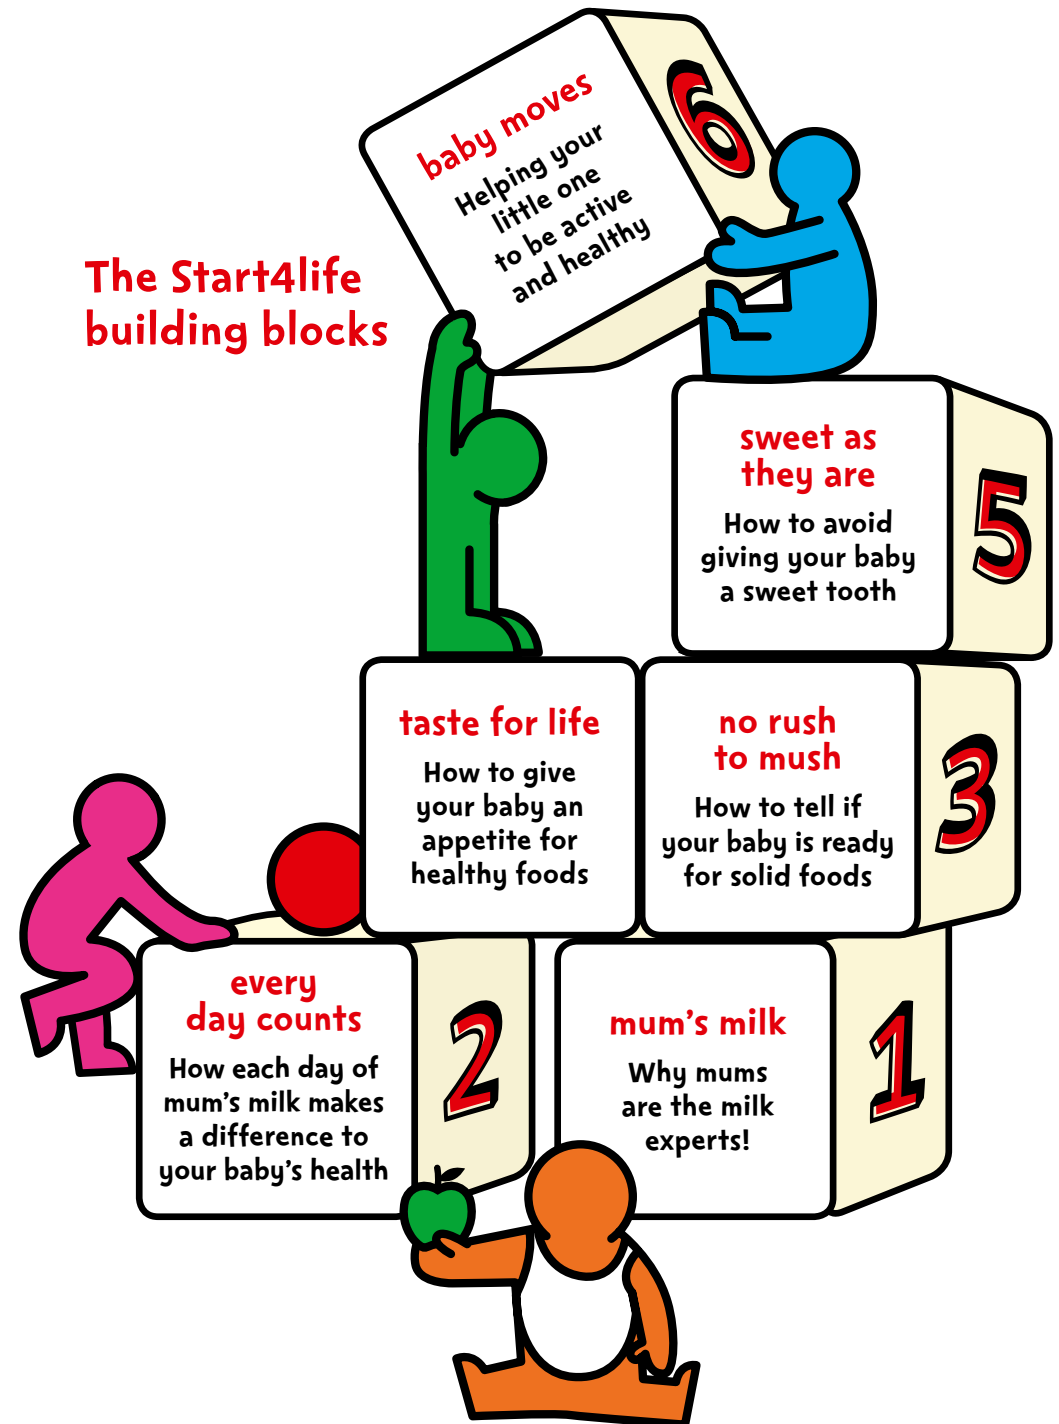 baby moves
Helping your
little one
to be active
and healthy
6
The Start4life
building blocks
sweet as
they are
How to avoid
giving your baby
a sweet tooth
5
taste for life
How to give
your baby an
appetite for
healthy foods
no rush
to mush
How to tell if
your baby is ready
for solid foods
3
every
day counts
How each day of
mum's milk makes
a difference to
your baby's health
2
mum's milk
Why mums
are the milk
experts!
1